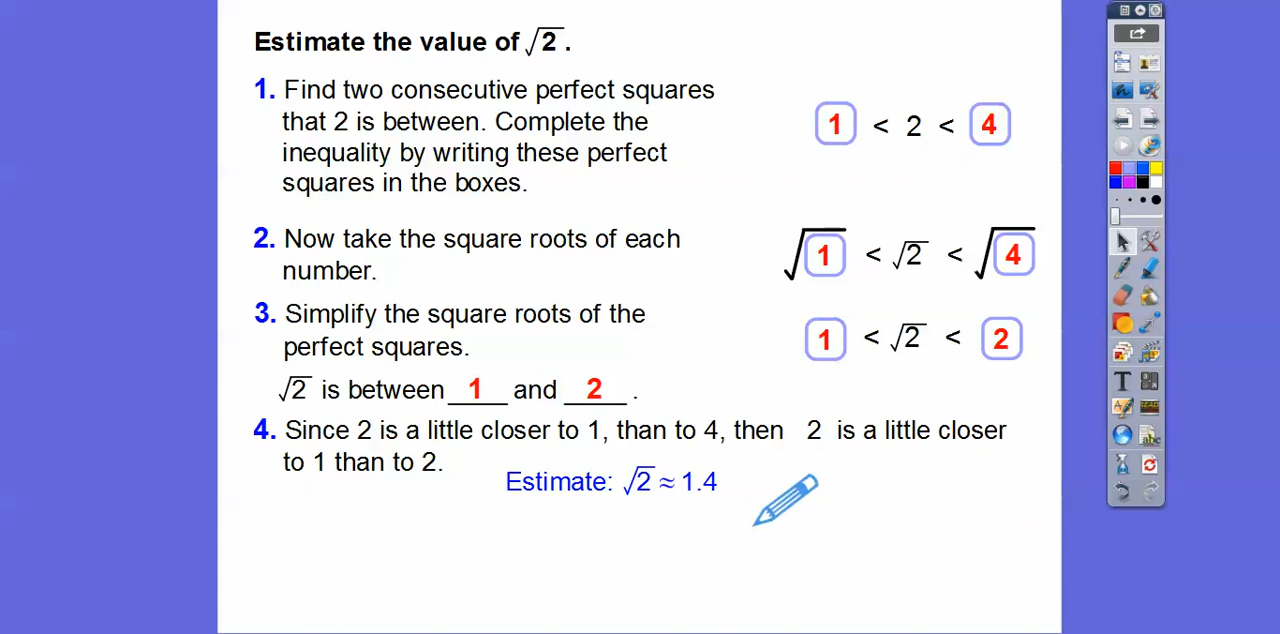 Estimate the value of √2 .
1. Find two consecutive perfect squares
that 2 is between. Complete the
inequality by writing these perfect
squares in the boxes.
1 < 2 < 4
2. Now take the square roots of each
number.
√1 < √2 < √4
3. Simplify the square roots of the
perfect squares.
1 < √2 < 2
√2 is between 1 and 2 .
4. Since 2 is a little closer to 1, than to 4, then 2 is a little closer
to 1 than to 2.
Estimate: √2 ≈ 1.4